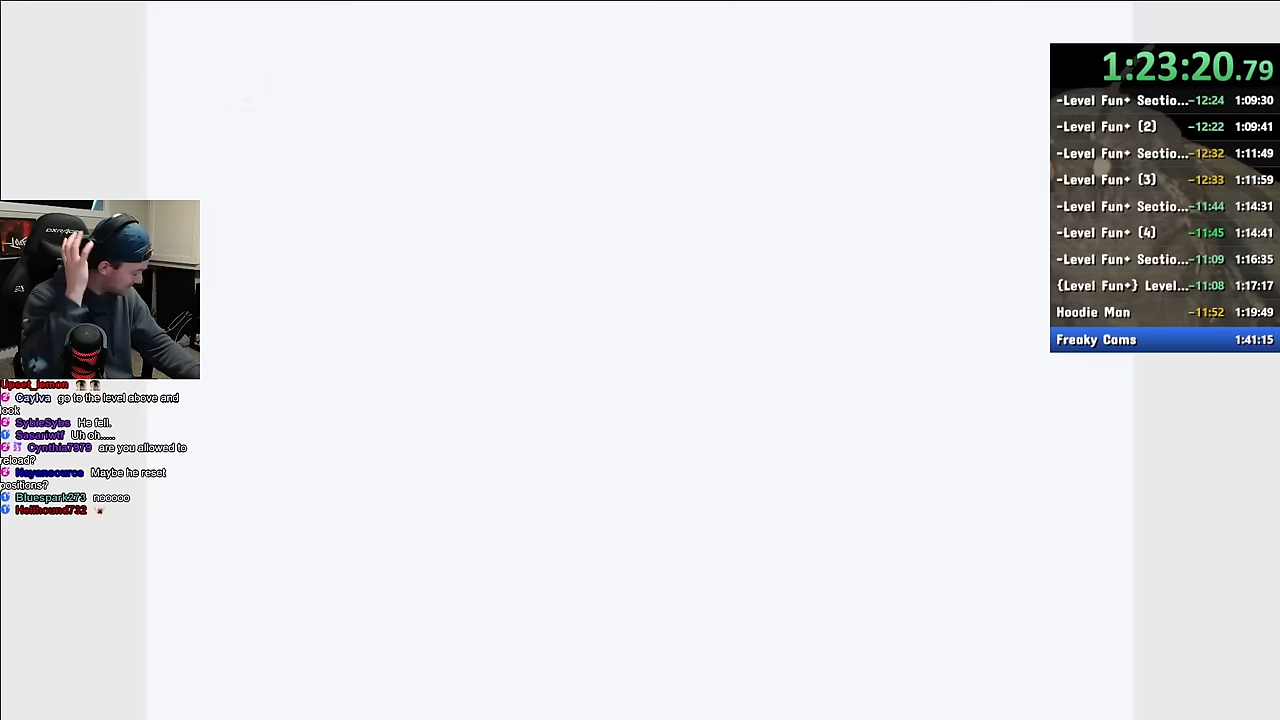 1:23:20.79
-Level Fun+ Sectio... -12:24 1:09:30
-Level Fun+ (2) -12:22 1:09:41
-Level Fun+ Sectio... -12:32 1:11:49
-Level Fun+ (3) -12:33 1:11:59
-Level Fun+ Sectio... -11:44 1:14:31
-Level Fun+ (4) -11:45 1:14:41
-Level Fun+ Sectio... -11:09 1:16:35
{Level Fun+} Level... -11:08 1:17:17
Hoodie Man -11:52 1:19:49
Freaky Cams 1:41:15
DXRACER
Upset_lemon
Caylva go to the level above and
look
SybieSybs He fell.
Sasariwtf Uh oh.....
Cynthia7979 are you allowed to
reload?
Nayansource Maybe he reset
positions?
Bluespark273 nooooo
Hellhound732